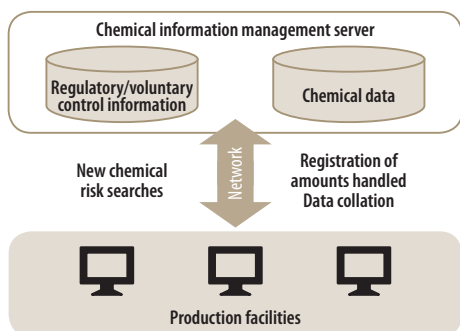 Chemical information management server
Regulatory/voluntary
control information
Chemical data
New chemical
risk searches
Network
Registration of
amounts handled
Data collation
Production facilities